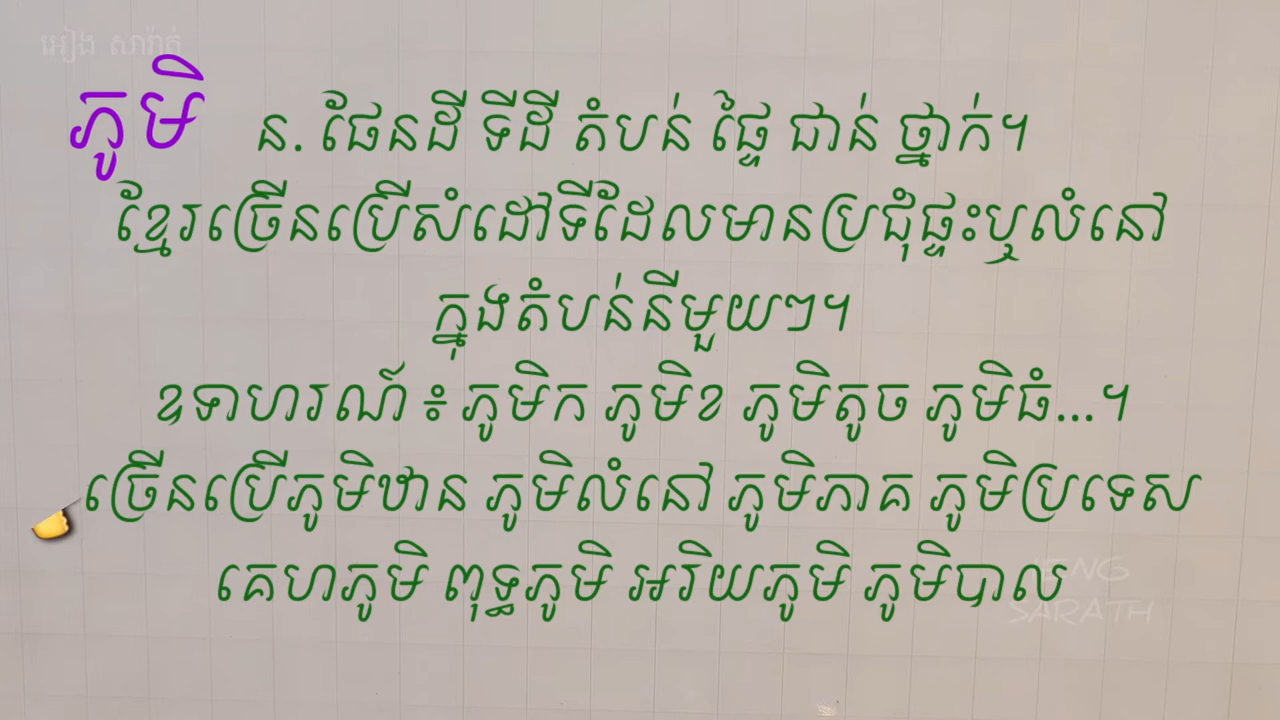 អៀង សារ៉ាត់
ភូមិ ន. ផែនដី ទីដី តំបន់ ផ្ទៃ ជាន់ ថ្នាក់។
ខ្មែរច្រើនប្រើសំដៅទីដែលមានប្រជុំផ្ទះឬលំនៅ
ក្នុងតំបន់នីមួយៗ។
ឧទាហរណ៍ ៖ ភូមិក ភូមិខ ភូមិតូច ភូមិធំ...។
ច្រើនប្រើភូមិឋាន ភូមិលំនៅ ភូមិភាគ ភូមិប្រទេស
គេហភូមិ ពុទ្ធភូមិ អរិយភូមិ ភូមិបាល
IENG
SARATH